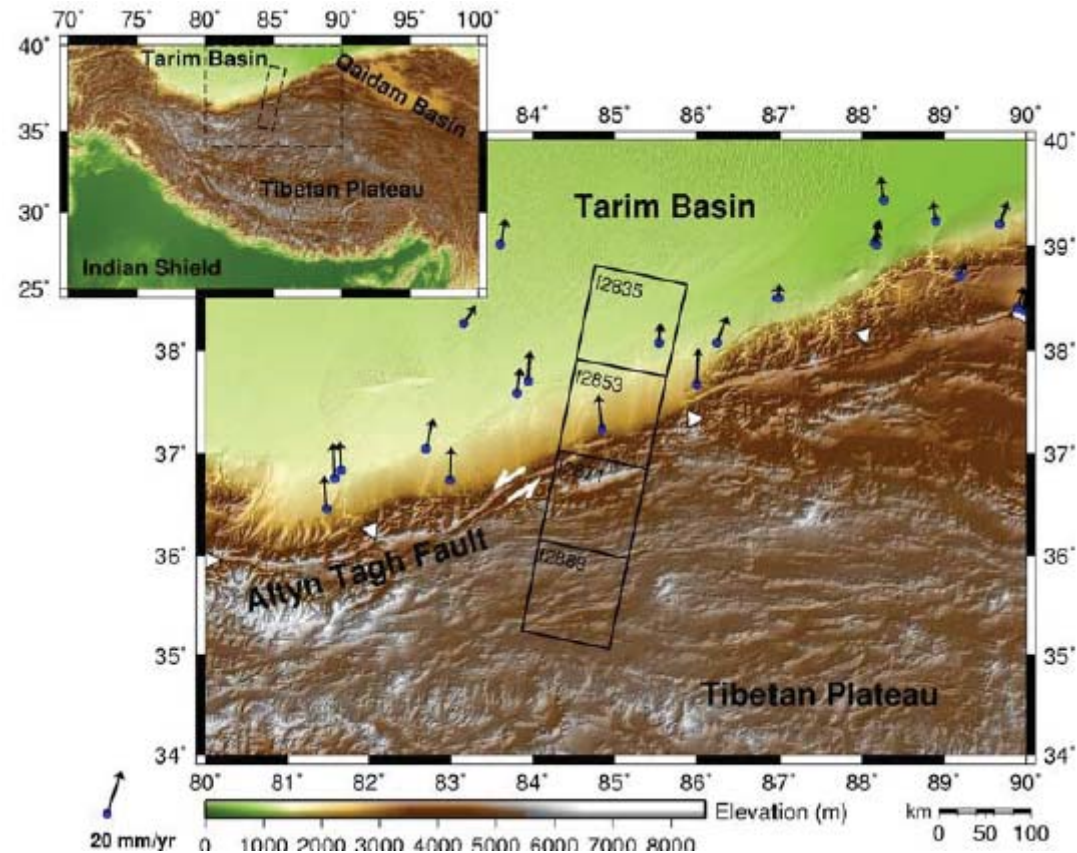 70° 75° 80° 85° 90° 95° 100°
40°
35°
30°
25°
Tarim Basin
Qaidam Basin
Tibetan Plateau
Indian Shield
84° 85° 86° 87° 88° 89° 90°
40°
39°
38°
37°
36°
35°
34°
Tarim Basin
f2835
f2853
f2889
Altyn Tagh Fault
Tibetan Plateau
38°
37°
36°
35°
34°
80° 81° 82° 83° 84° 85° 86° 87° 88° 89° 90°
20 mm/yr
Elevation (m)
0 1000 2000 3000 4000 5000 6000 7000 8000
km
0 50 100